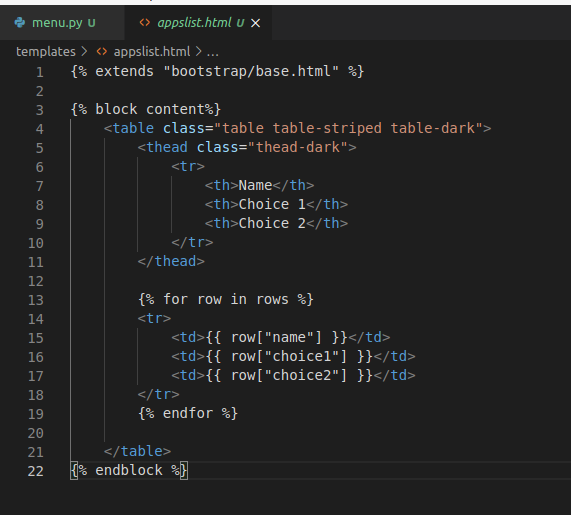 menu.py U <> appslist.html U ×
templates > <> appslist.html > ...
1 {% extends "bootstrap/base.html" %}
2
3 {% block content%}
4 <table class="table table-striped table-dark">
5 <thead class="thead-dark">
6 <tr>
7 <th>Name</th>
8 <th>Choice 1</th>
9 <th>Choice 2</th>
10 </tr>
11 </thead>
12
13 {% for row in rows %}
14 <tr>
15 <td>{{ row["name"] }}</td>
16 <td>{{ row["choice1"] }}</td>
17 <td>{{ row["choice2"] }}</td>
18 </tr>
19 {% endfor %}
20
21 </table>
22 {% endblock %}